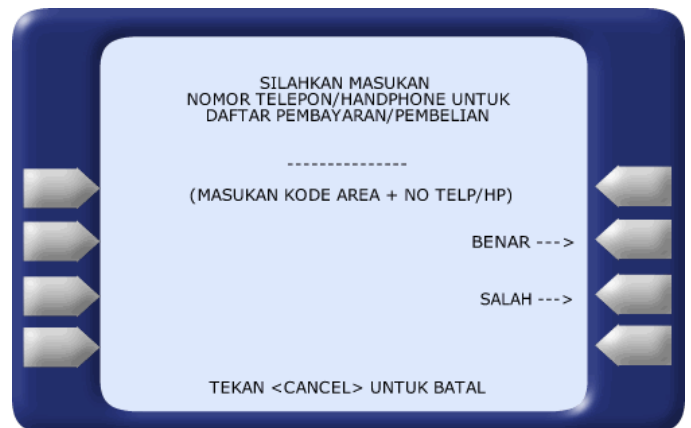 SILAHKAN MASUKAN
NOMOR TELEPON/HANDPHONE UNTUK
DAFTAR PEMBAYARAN/PEMBELIAN
---------------
(MASUKAN KODE AREA + NO TELP/HP)
BENAR --->
SALAH --->
TEKAN <CANCEL> UNTUK BATAL